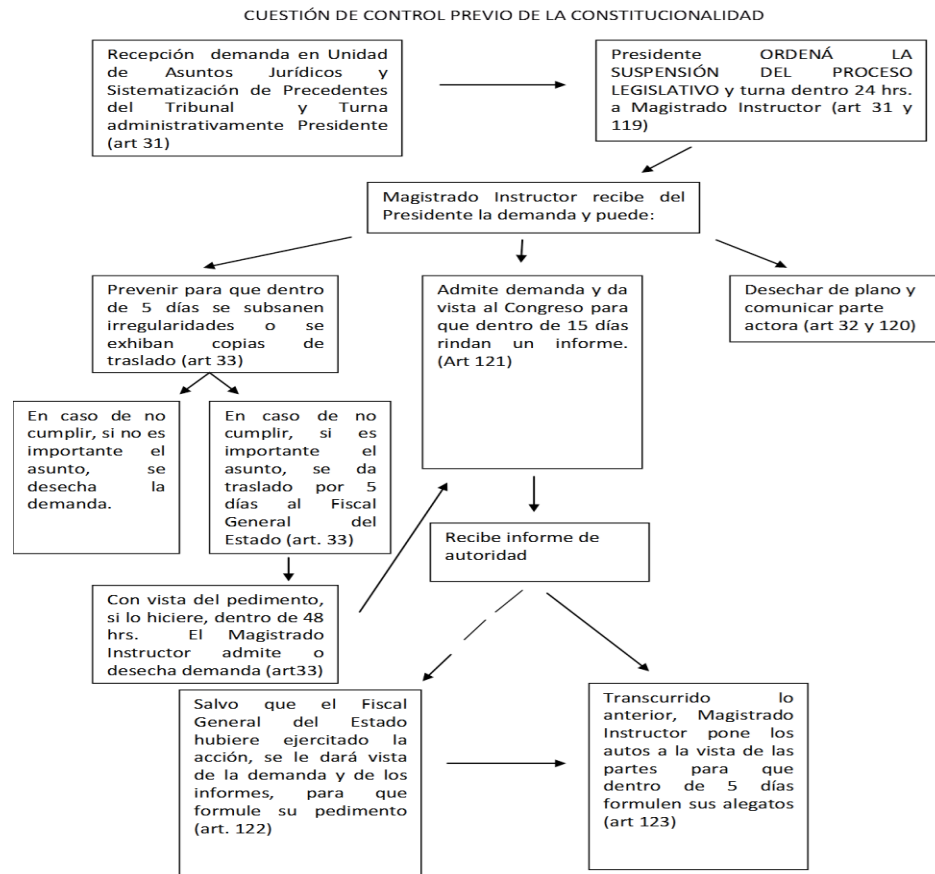 CUESTIÓN DE CONTROL PREVIO DE LA CONSTITUCIONALIDAD
Recepción demanda en Unidad
de Asuntos Jurídicos y
Sistematización de Precedentes
del Tribunal y Turna
administrativamente Presidente
(art 31)
Presidente ORDENÁ LA
SUSPENSIÓN DEL PROCESO
LEGISLATIVO y turna dentro 24 hrs.
a Magistrado Instructor (art 31 y
119)
Magistrado Instructor recibe del
Presidente la demanda y puede:
Prevenir para que dentro
de 5 días se subsanen
irregularidades o se
exhiban copias de
traslado (art 33)
Admite demanda y da
vista al Congreso para
que dentro de 15 días
rindan un informe.
(Art 121)
Desechar de plano y
comunicar parte
actora (art 32 y 120)
En caso de no
cumplir, si no es
importante el
asunto, se
desecha la
demanda.
En caso de no
cumplir, si es
importante el
asunto, se da
traslado por 5
días al Fiscal
General del
Estado (art. 33)
Recibe informe de
autoridad
Con vista del pedimento,
si lo hiciere, dentro de 48
hrs. El Magistrado
Instructor admite o
desecha demanda (art33)
Salvo que el Fiscal
General del Estado
hubiere ejercitado la
acción, se le dará vista
de la demanda y de los
informes, para que
formule su pedimento
(art. 122)
Transcurrido lo
anterior, Magistrado
Instructor pone los
autos a la vista de las
partes para que
dentro de 5 días
formulen sus alegatos
(art 123)